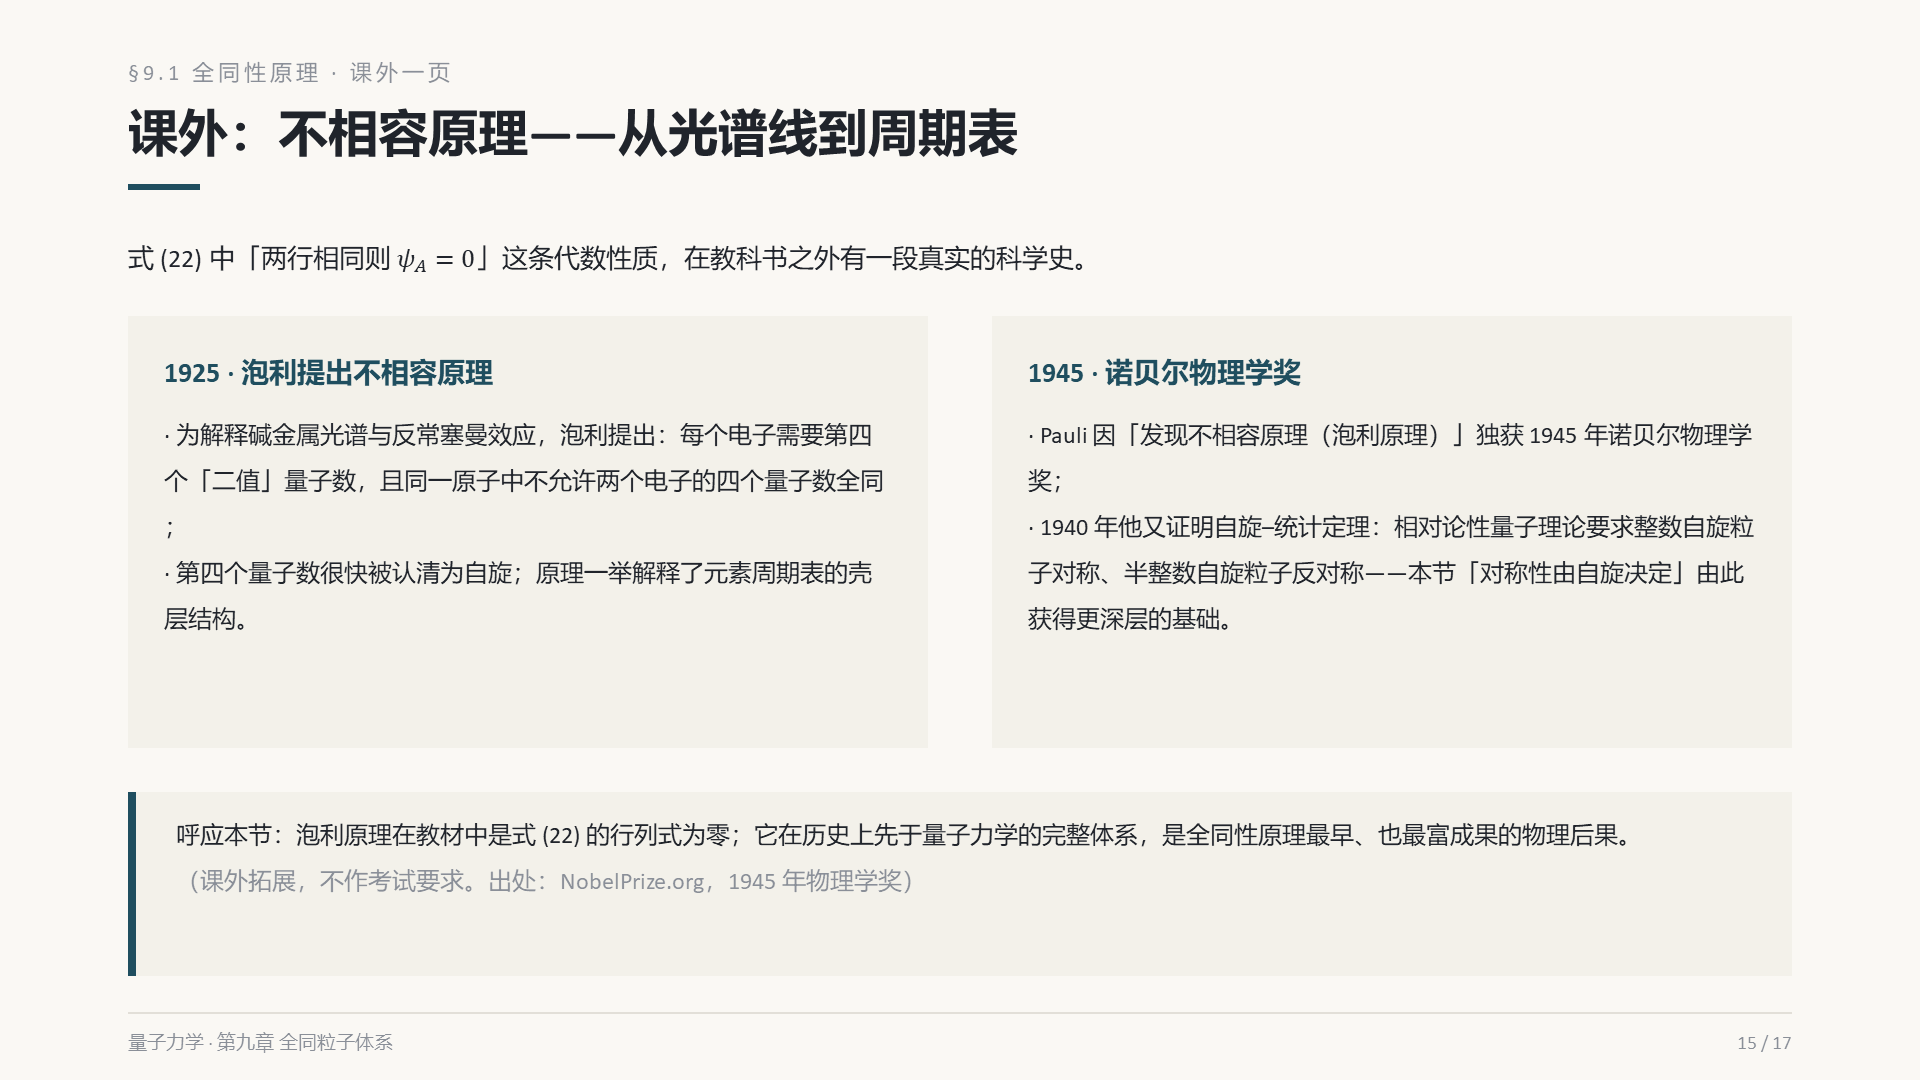 §9.1 全同性原理 · 课外一页
课外：不相容原理——从光谱线到周期表
式 (22) 中「两行相同则 ψ_A = 0」这条代数性质，在教科书之外有一段真实的科学史。
1925 · 泡利提出不相容原理
· 为解释碱金属光谱与反常塞曼效应，泡利提出：每个电子需要第四
个「二值」量子数，且同一原子中不允许两个电子的四个量子数全同
；
· 第四个量子数很快被认清为自旋；原理一举解释了元素周期表的壳
层结构。
1945 · 诺贝尔物理学奖
· Pauli 因「发现不相容原理（泡利原理）」独获 1945 年诺贝尔物理学
奖；
· 1940 年他又证明自旋–统计定理：相对论性量子理论要求整数自旋粒
子对称、半整数自旋粒子反对称——本节「对称性由自旋决定」由此
获得更深层的基础。
呼应本节：泡利原理在教材中是式 (22) 的行列式为零；它在历史上先于量子力学的完整体系，是全同性原理最早、也最富成果的物理后果。
（课外拓展，不作考试要求。出处：NobelPrize.org，1945 年物理学奖）
量子力学 · 第九章 全同粒子体系
15 / 17